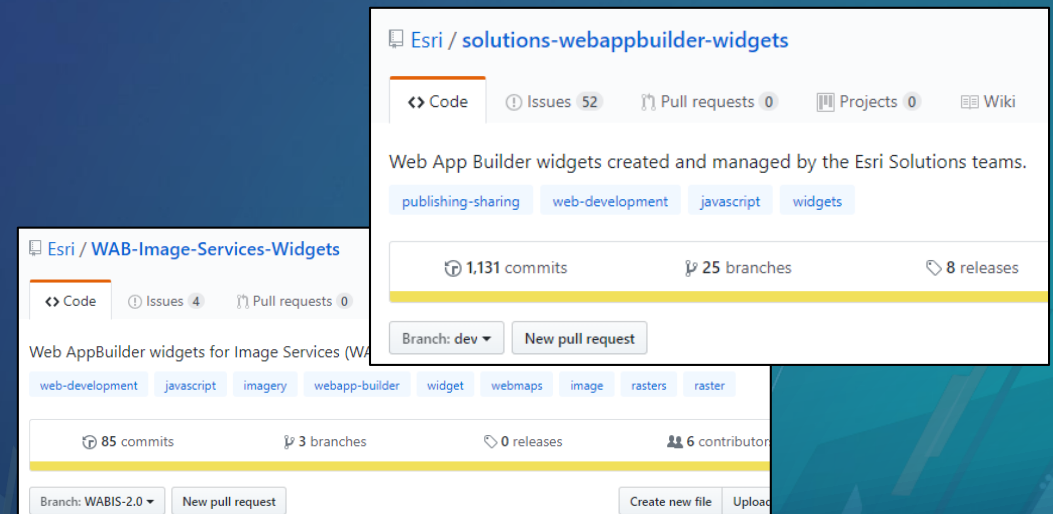 Esri / solutions-webappbuilder-widgets
Code Issues 52 Pull requests 0 Projects 0 Wiki
Web App Builder widgets created and managed by the Esri Solutions teams.
publishing-sharing web-development javascript widgets
1,131 commits 25 branches 8 releases
Branch: dev New pull request
Esri / WAB-Image-Services-Widgets
Code Issues 4 Pull requests 0
Web AppBuilder widgets for Image Services (WA
web-development javascript imagery webapp-builder widget webmaps image rasters raster
85 commits 3 branches 0 releases 6 contributor
Branch: WABIS-2.0 New pull request Create new file Uploac